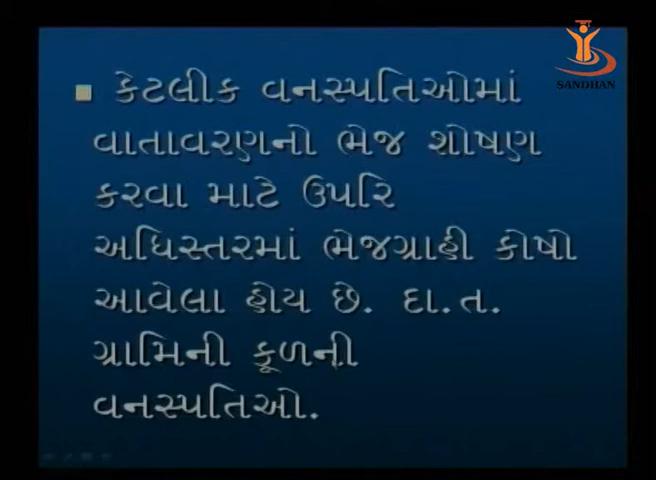 SANDHAN
કેટલીક વનસ્પતિઓમાં
વાતાવરણનો ભેજ શોષણ
કરવા માટે ઉપરિ
અધિસ્તરમાં ભેજગ્રાહી કોષો
આવેલા હોય છે. દા.ત.
ગ્રામિની કૂળની
વનસ્પતિઓ.